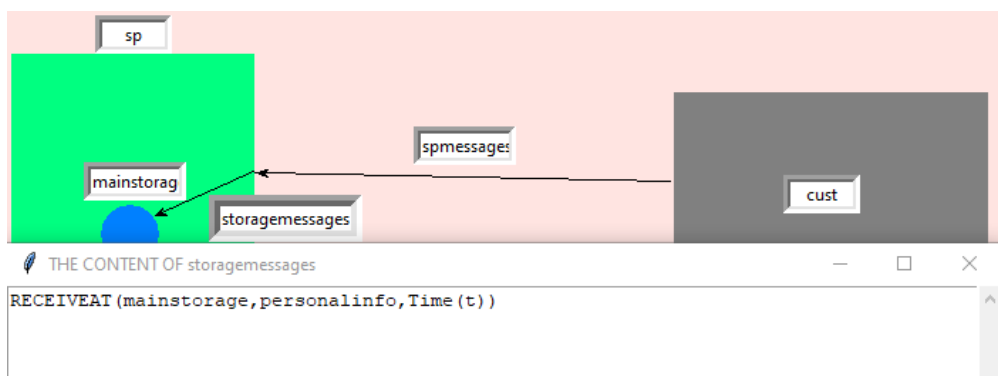 sp
spmessages
mainstorag
cust
storagemessages
THE CONTENT OF storagemessages
RECEIVEAT(mainstorage,personalinfo,Time(t))